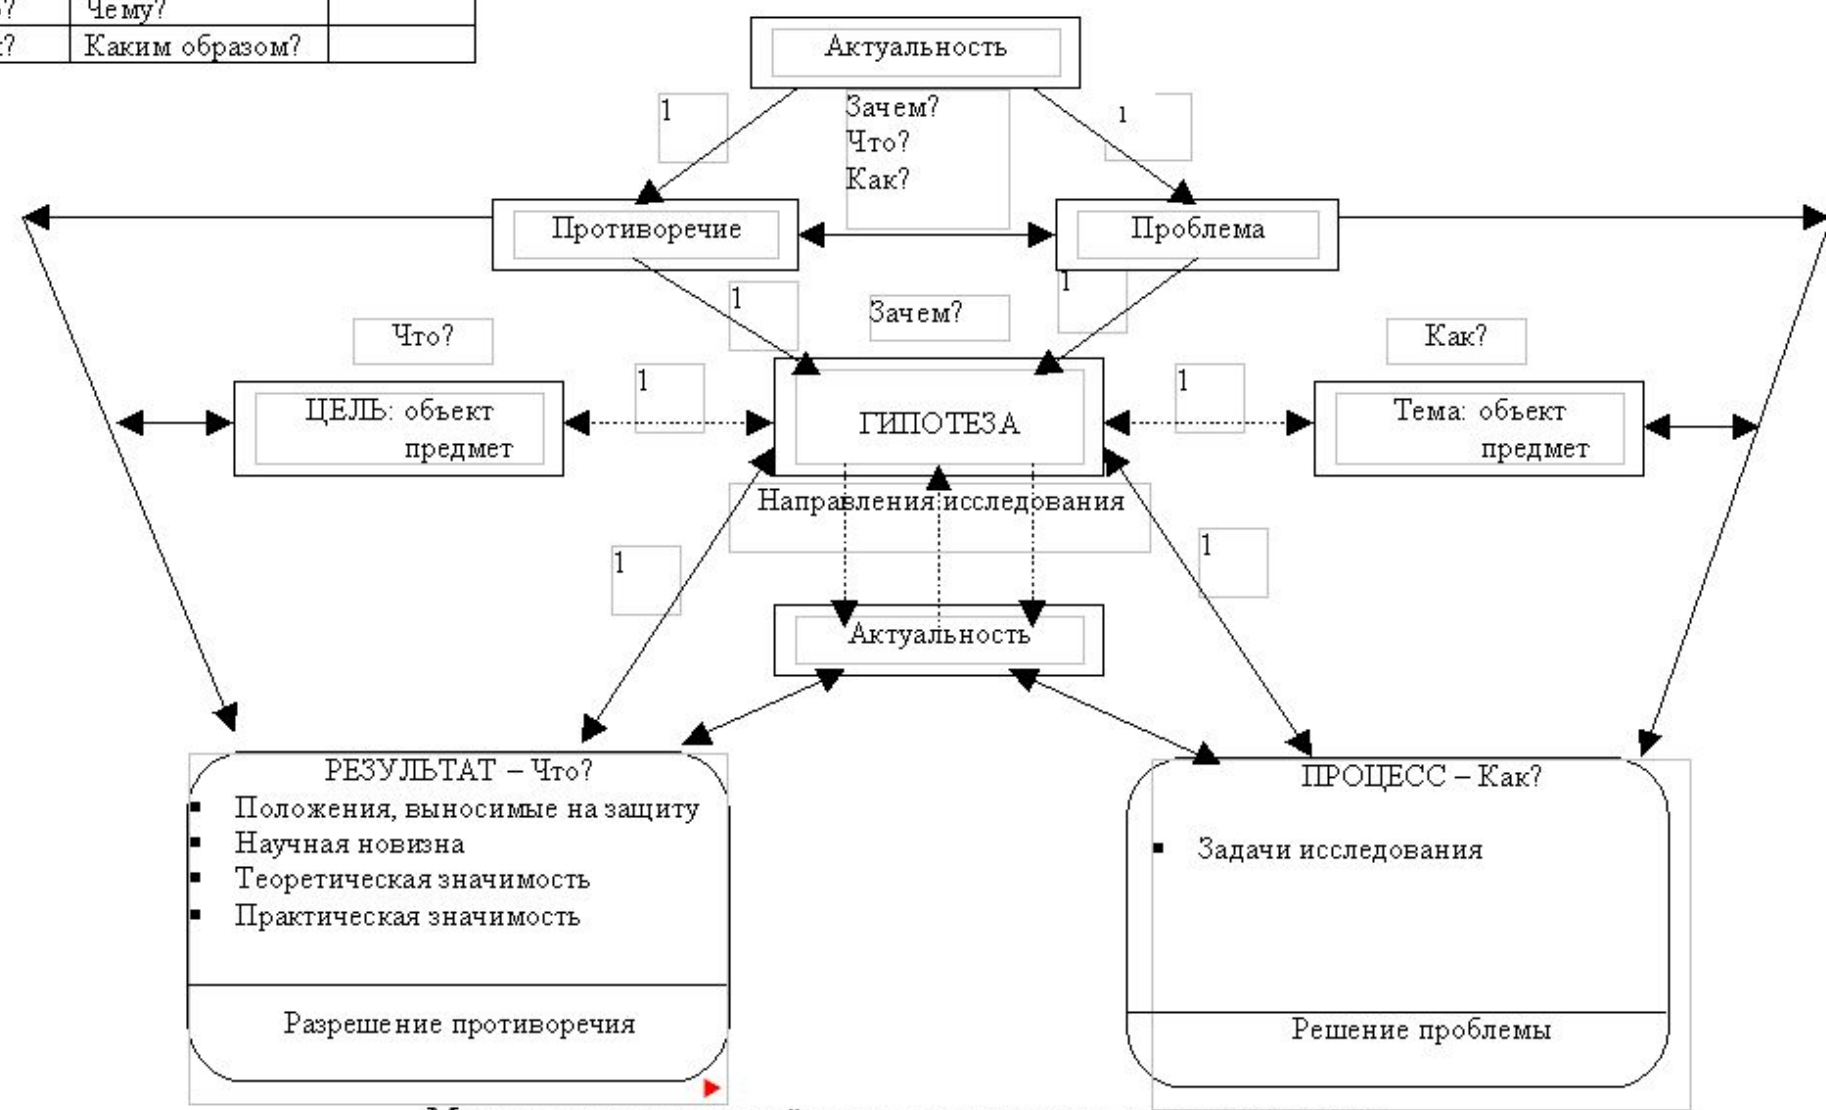 Чему?
Каким образом?
Актуальность
1
Зачем?
1
Что?
Как?
Противоречие
Проблема
1
Зачем?
1
Что?
Как?
1
1
ЦЕЛЬ: объект
предмет
ГИПОТЕЗА
Тема: объект
предмет
Направления исследования
1
1
Актуальность
РЕЗУЛЬТАТ – Что?
Положения, выносимые на защиту
Научная новизна
Теоретическая значимость
Практическая значимость
Разрешение противоречия
ПРОЦЕСС – Как?
Задачи исследования
Решение проблемы